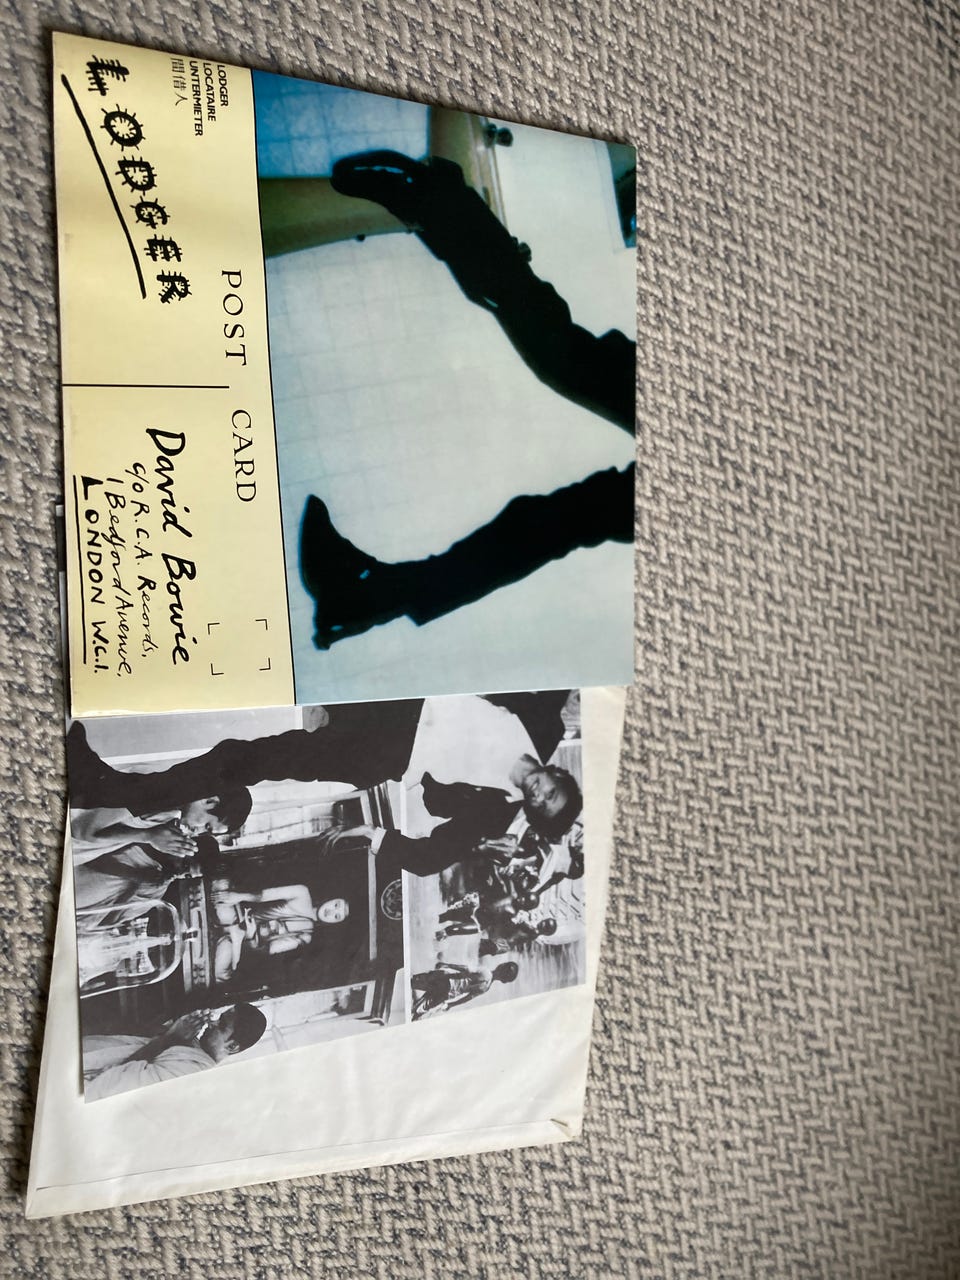 LODGER
LOCATAIRE
UNTERMIETER
間借人
LODGER
POST CARD
David Bowie
c/o R.C.A. Records,
1 Bedford Avenue,
LONDON W.C.1.